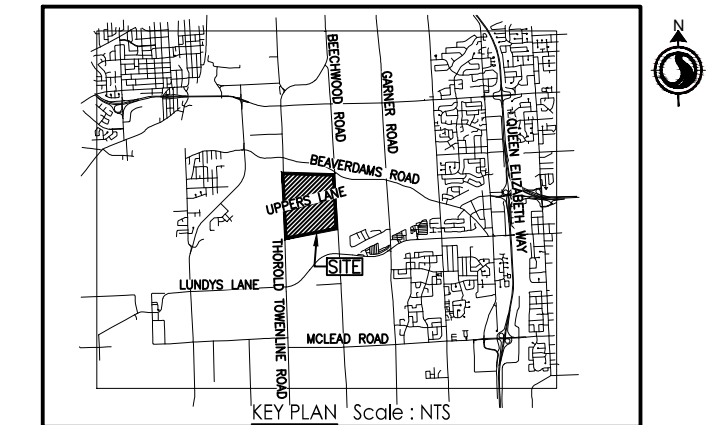 N
BEECHWOOD ROAD
GARNER ROAD
QUEEN ELIZABETH WAY
BEAVERDAMS ROAD
UPPERS LANE
THOROLD TOWENLINE ROAD
SITE
LUNDYS LANE
MCLEAD ROAD
KEY PLAN Scale : NTS